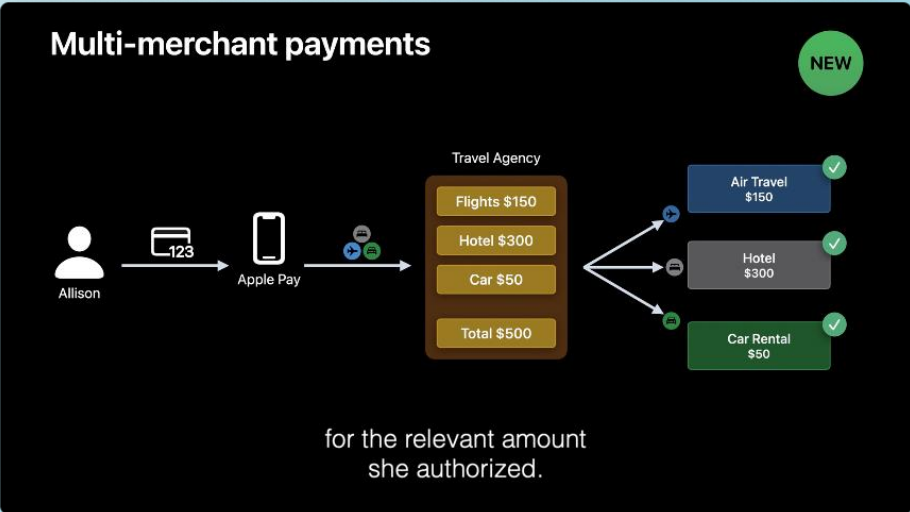 Multi-merchant payments
NEW
Travel Agency
Flights $150
Hotel $300
Car $50
Total $500
123
Allison
Apple Pay
Air Travel
$150
Hotel
$300
Car Rental
$50
for the relevant amount
she authorized.